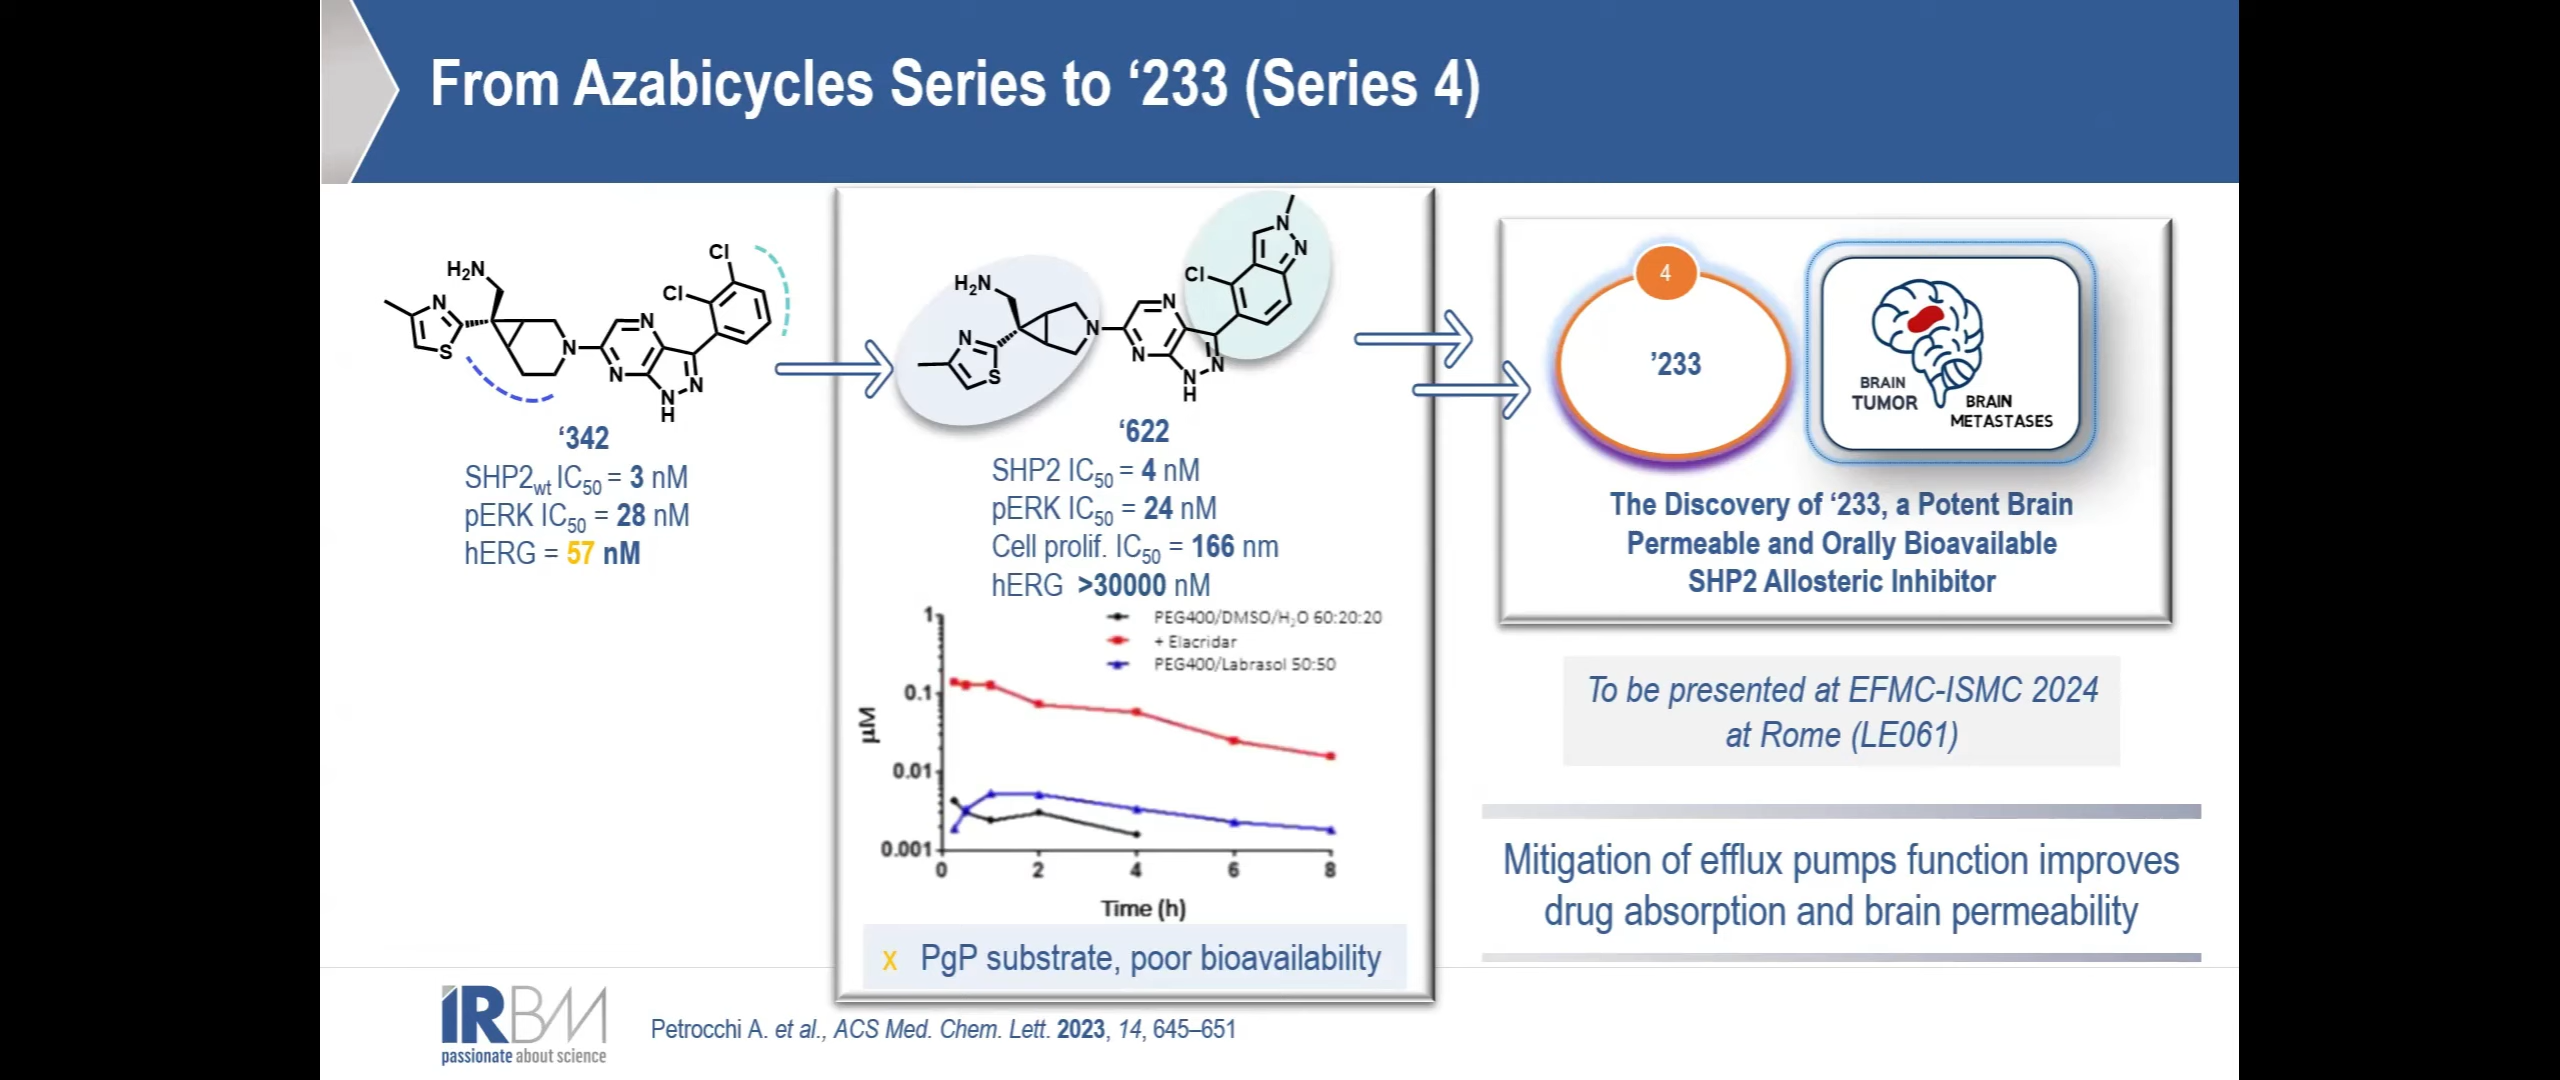 From Azabicycles Series to ‘233 (Series 4)
H₂N
N
S
N
N
N
N
N
H
Cl
Cl
‘342
SHP2wt IC50 = 3 nM
pERK IC50 = 28 nM
hERG = 57 nM
H₂N
N
S
N
N
N
N
N
H
Cl
N
N
‘622
SHP2 IC50 = 4 nM
pERK IC50 = 24 nM
Cell prolif. IC50 = 166 nm
hERG >30000 nM
PEG400/DMSO/H₂O 60:20:20
+ Elacridar
PEG400/Labrasol 50:50
µM
1
0.1
0.01
0.001
0 2 4 6 8
Time (h)
x PgP substrate, poor bioavailability
4
’233
BRAIN
TUMOR
BRAIN
METASTASES
The Discovery of ‘233, a Potent Brain
Permeable and Orally Bioavailable
SHP2 Allosteric Inhibitor
To be presented at EFMC-ISMC 2024
at Rome (LE061)
Mitigation of efflux pumps function improves
drug absorption and brain permeability
IRBM
passionate about science
Petrocchi A. et al., ACS Med. Chem. Lett. 2023, 14, 645–651